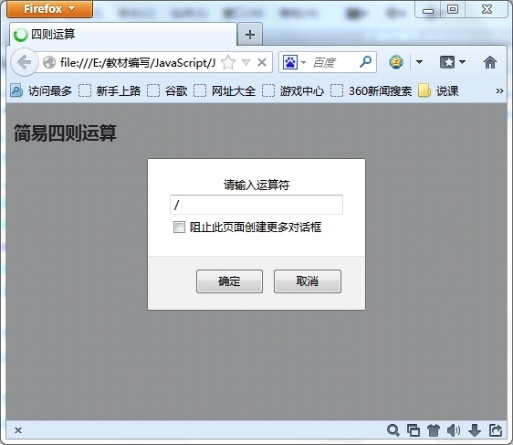 Firefox
四则运算
file:///E:/教材编写/JavaScript/J
百度
访问最多 新手上路 谷歌 网址大全 游戏中心 360新闻搜索 说课
简易四则运算
请输入运算符
/
阻止此页面创建更多对话框
确定 取消